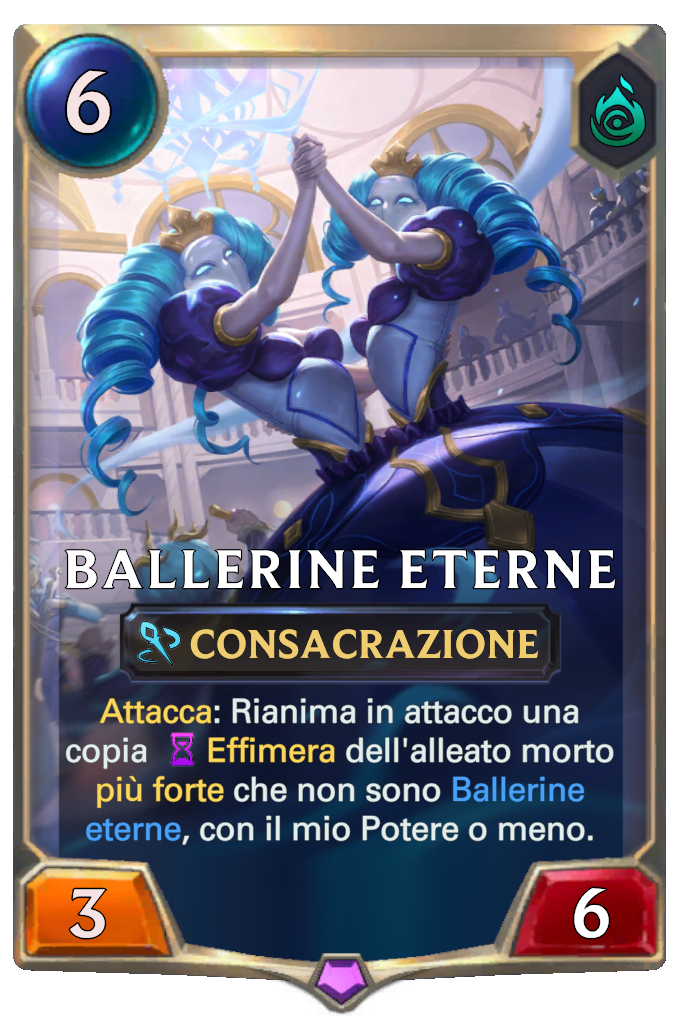 6
BALLERINE ETERNE
CONSACRAZIONE
Attacca: Rianima in attacco una
copia Effimera dell'alleato morto
più forte che non sono Ballerine
eterne, con il mio Potere o meno.
3
6